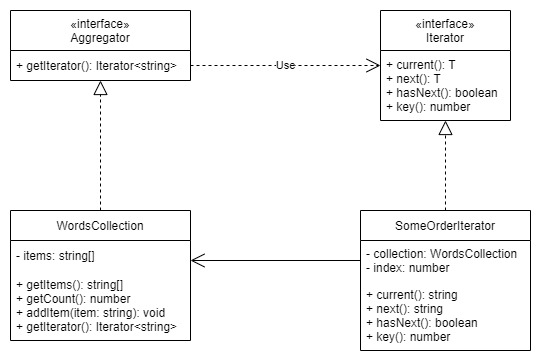 «interface»
Aggregator
+ getIterator(): Iterator<string>
Use
«interface»
Iterator
+ current(): T
+ next(): T
+ hasNext(): boolean
+ key(): number
WordsCollection
- items: string[]
+ getItems(): string[]
+ getCount(): number
+ addItem(item: string): void
+ getIterator(): Iterator<string>
SomeOrderIterator
- collection: WordsCollection
- index: number
+ current(): string
+ next(): string
+ hasNext(): boolean
+ key(): number